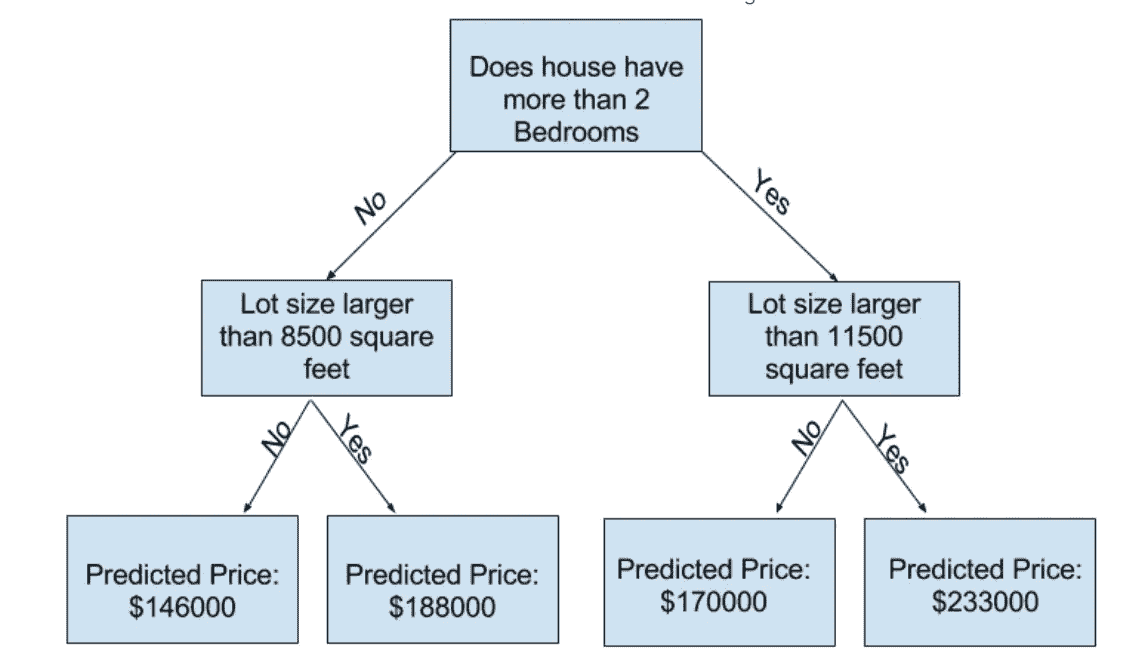 Does house have
more than 2
Bedrooms
No
Yes
Lot size larger
than 8500 square
feet
Lot size larger
than 11500
square feet
No
Yes
No
Yes
Predicted Price:
$146000
Predicted Price:
$188000
Predicted Price:
$170000
Predicted Price:
$233000